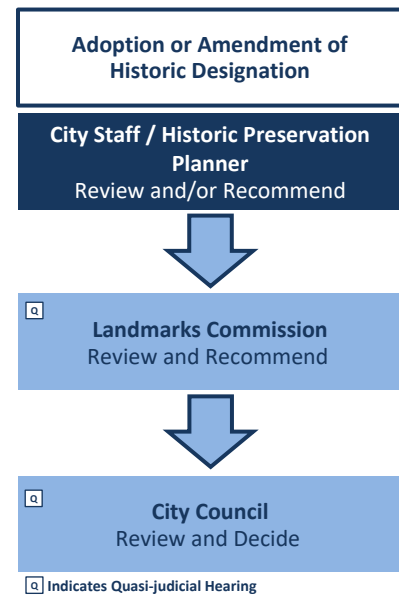 Adoption or Amendment of
Historic Designation
City Staff / Historic Preservation
Planner
Review and/or Recommend
Q
Landmarks Commission
Review and Recommend
Q
City Council
Review and Decide
Q Indicates Quasi-judicial Hearing